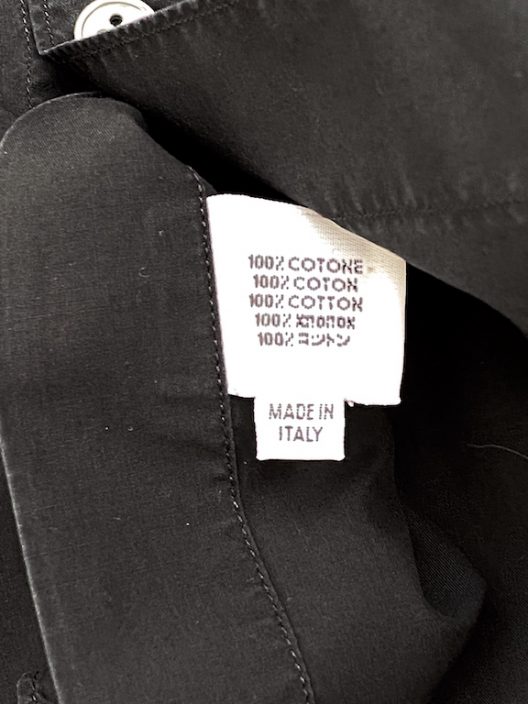 100% COTONE
100% COTON
100% COTTON
100% хлопок
100% コットン
MADE IN
ITALY